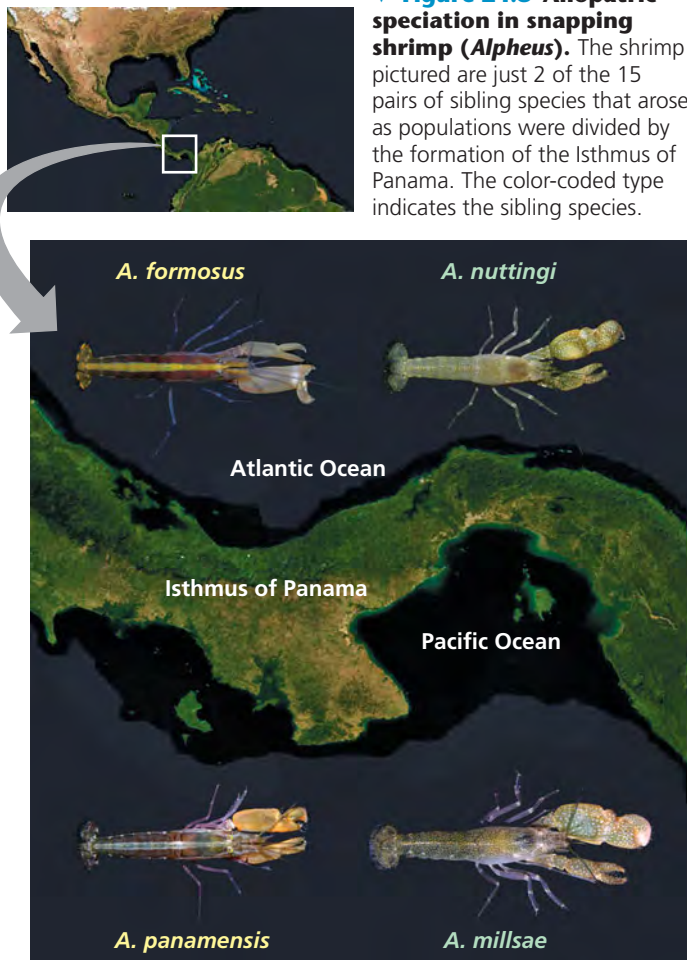 Figure Allopatric
speciation in snapping
shrimp (Alpheus). The shrimp
pictured are just 2 of the 15
pairs of sibling species that arose
as populations were divided by
the formation of the Isthmus of
Panama. The color-coded type
indicates the sibling species.
A. formosus
A. nuttingi
Atlantic Ocean
Isthmus of Panama
Pacific Ocean
A. panamensis
A. millsae